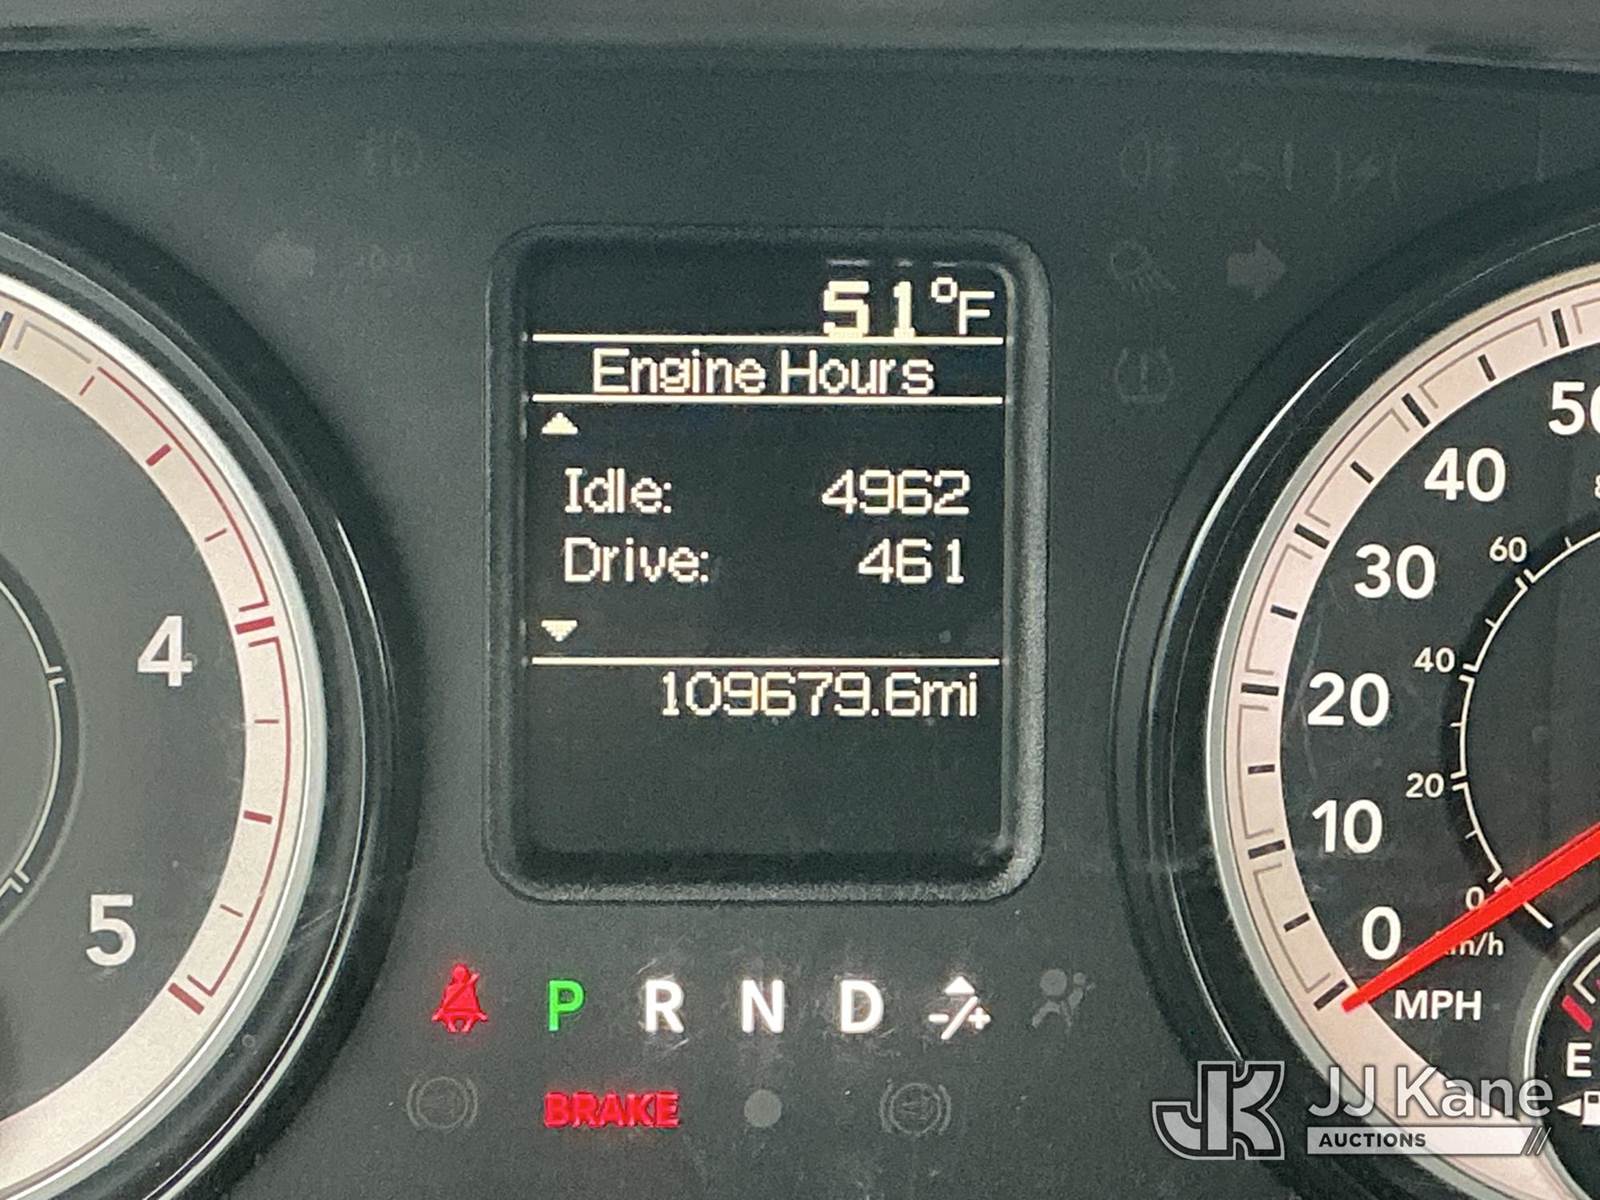 51°F
Engine Hours
Idle: 4962
Drive: 461
109679.6mi
4
5
50
40
30
20
10
0
MPH
60
40
20
0
km/h
E
P R N D -/+
BRAKE
JJ Kane
AUCTIONS